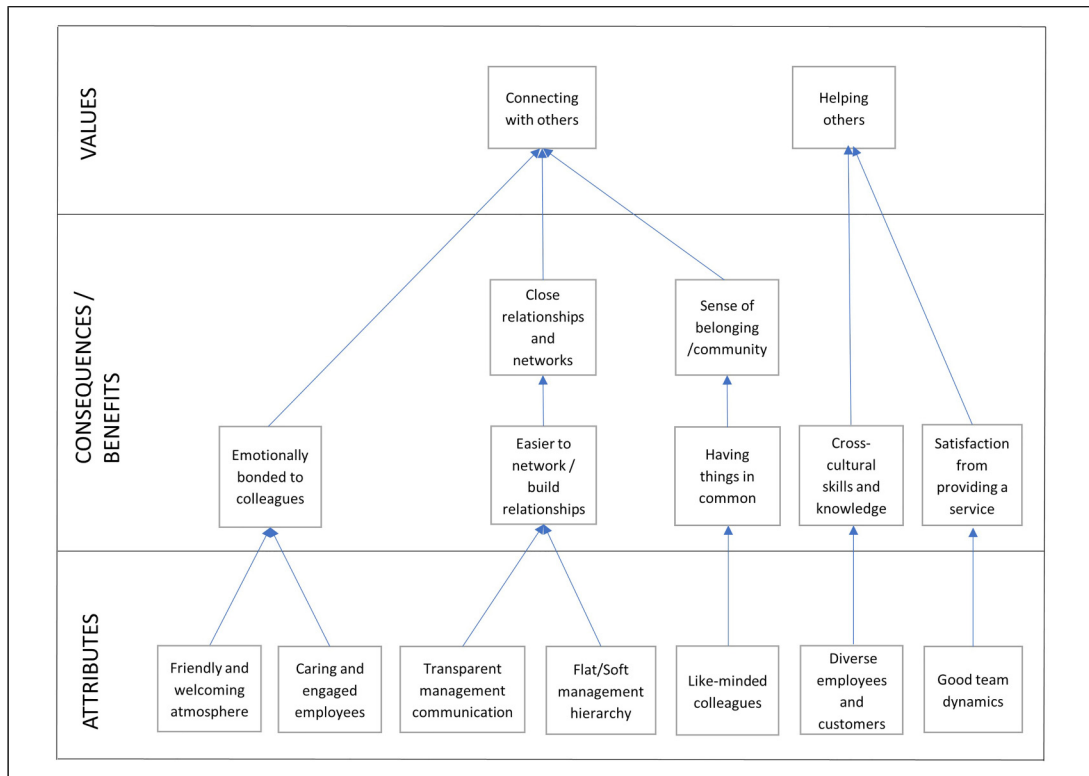 VALUES
Connecting
with others
Helping
others
CONSEQUENCES /
BENEFITS
Close
relationships
and
networks
Sense of
belonging
/community
Emotionally
bonded to
colleagues
Easier to
network /
build
relationships
Having
things in
common
Cross-
cultural
skills and
knowledge
Satisfaction
from
providing a
service
ATTRIBUTES
Friendly and
welcoming
atmosphere
Caring and
engaged
employees
Transparent
management
communication
Flat/Soft
management
hierarchy
Like-minded
colleagues
Diverse
employees
and
customers
Good team
dynamics